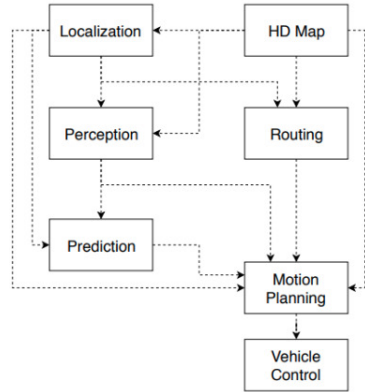 Localization
HD Map
Perception
Routing
Prediction
Motion
Planning
Vehicle
Control